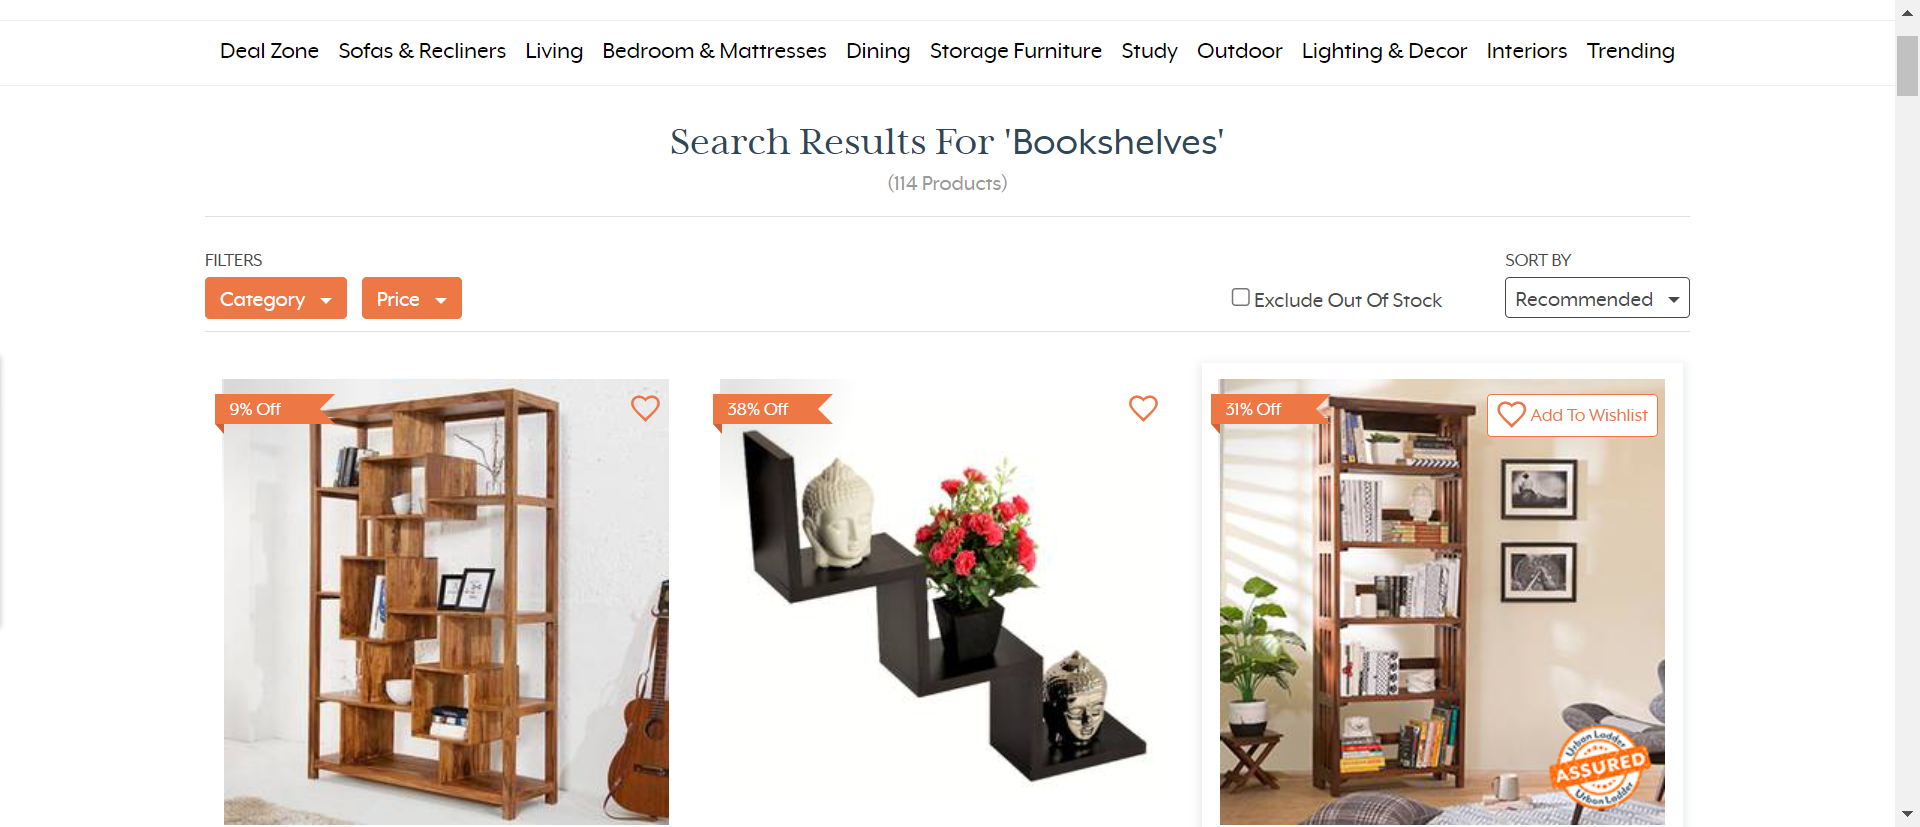 Deal Zone Sofas & Recliners Living Bedroom & Mattresses Dining Storage Furniture Study Outdoor Lighting & Decor Interiors Trending
Search Results For 'Bookshelves'
(114 Products)
FILTERS
SORT BY
Category
Price
Exclude Out Of Stock
Recommended
9% Off
38% Off
31% Off
Add To Wishlist
Urban Ladder
ASSURED
Urban Ladder